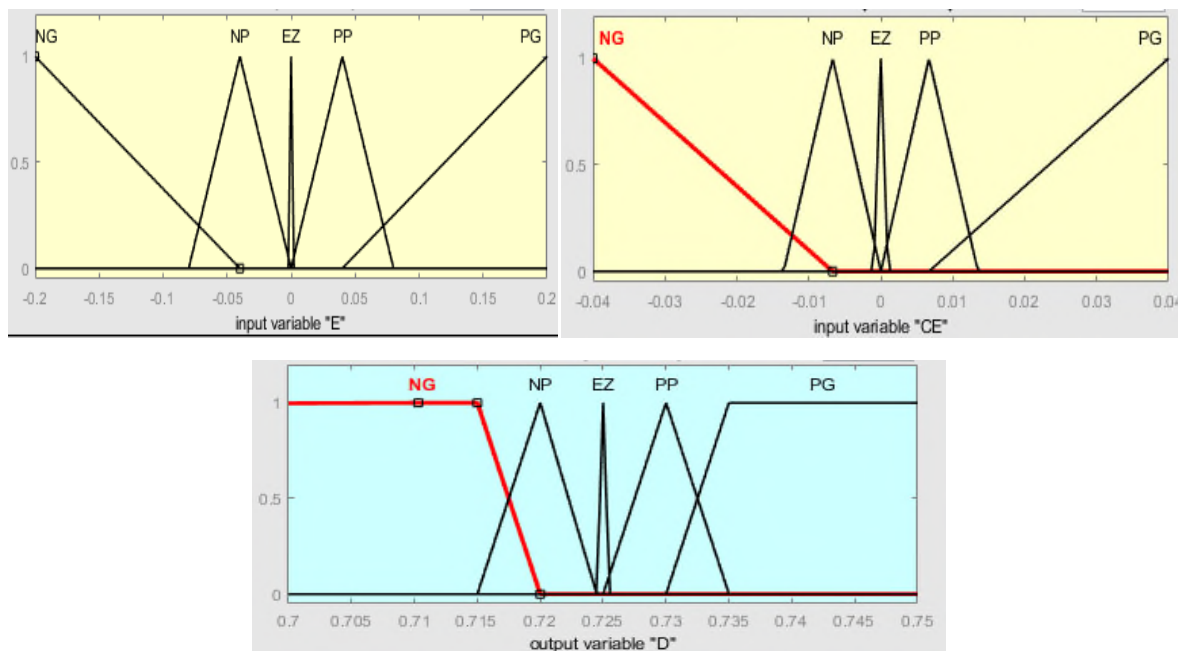 NG NP EZ PP PG
1
0.5
0
-0.2 -0.15 -0.1 -0.05 0 0.05 0.1 0.15 0.2
input variable "E"
NG NP EZ PP PG
1
0.5
0
-0.04 -0.03 -0.02 -0.01 0 0.01 0.02 0.03 0.04
input variable "CE"
NG NP EZ PP PG
1
0.5
0
0.7 0.705 0.71 0.715 0.72 0.725 0.73 0.735 0.74 0.745 0.75
output variable "D"